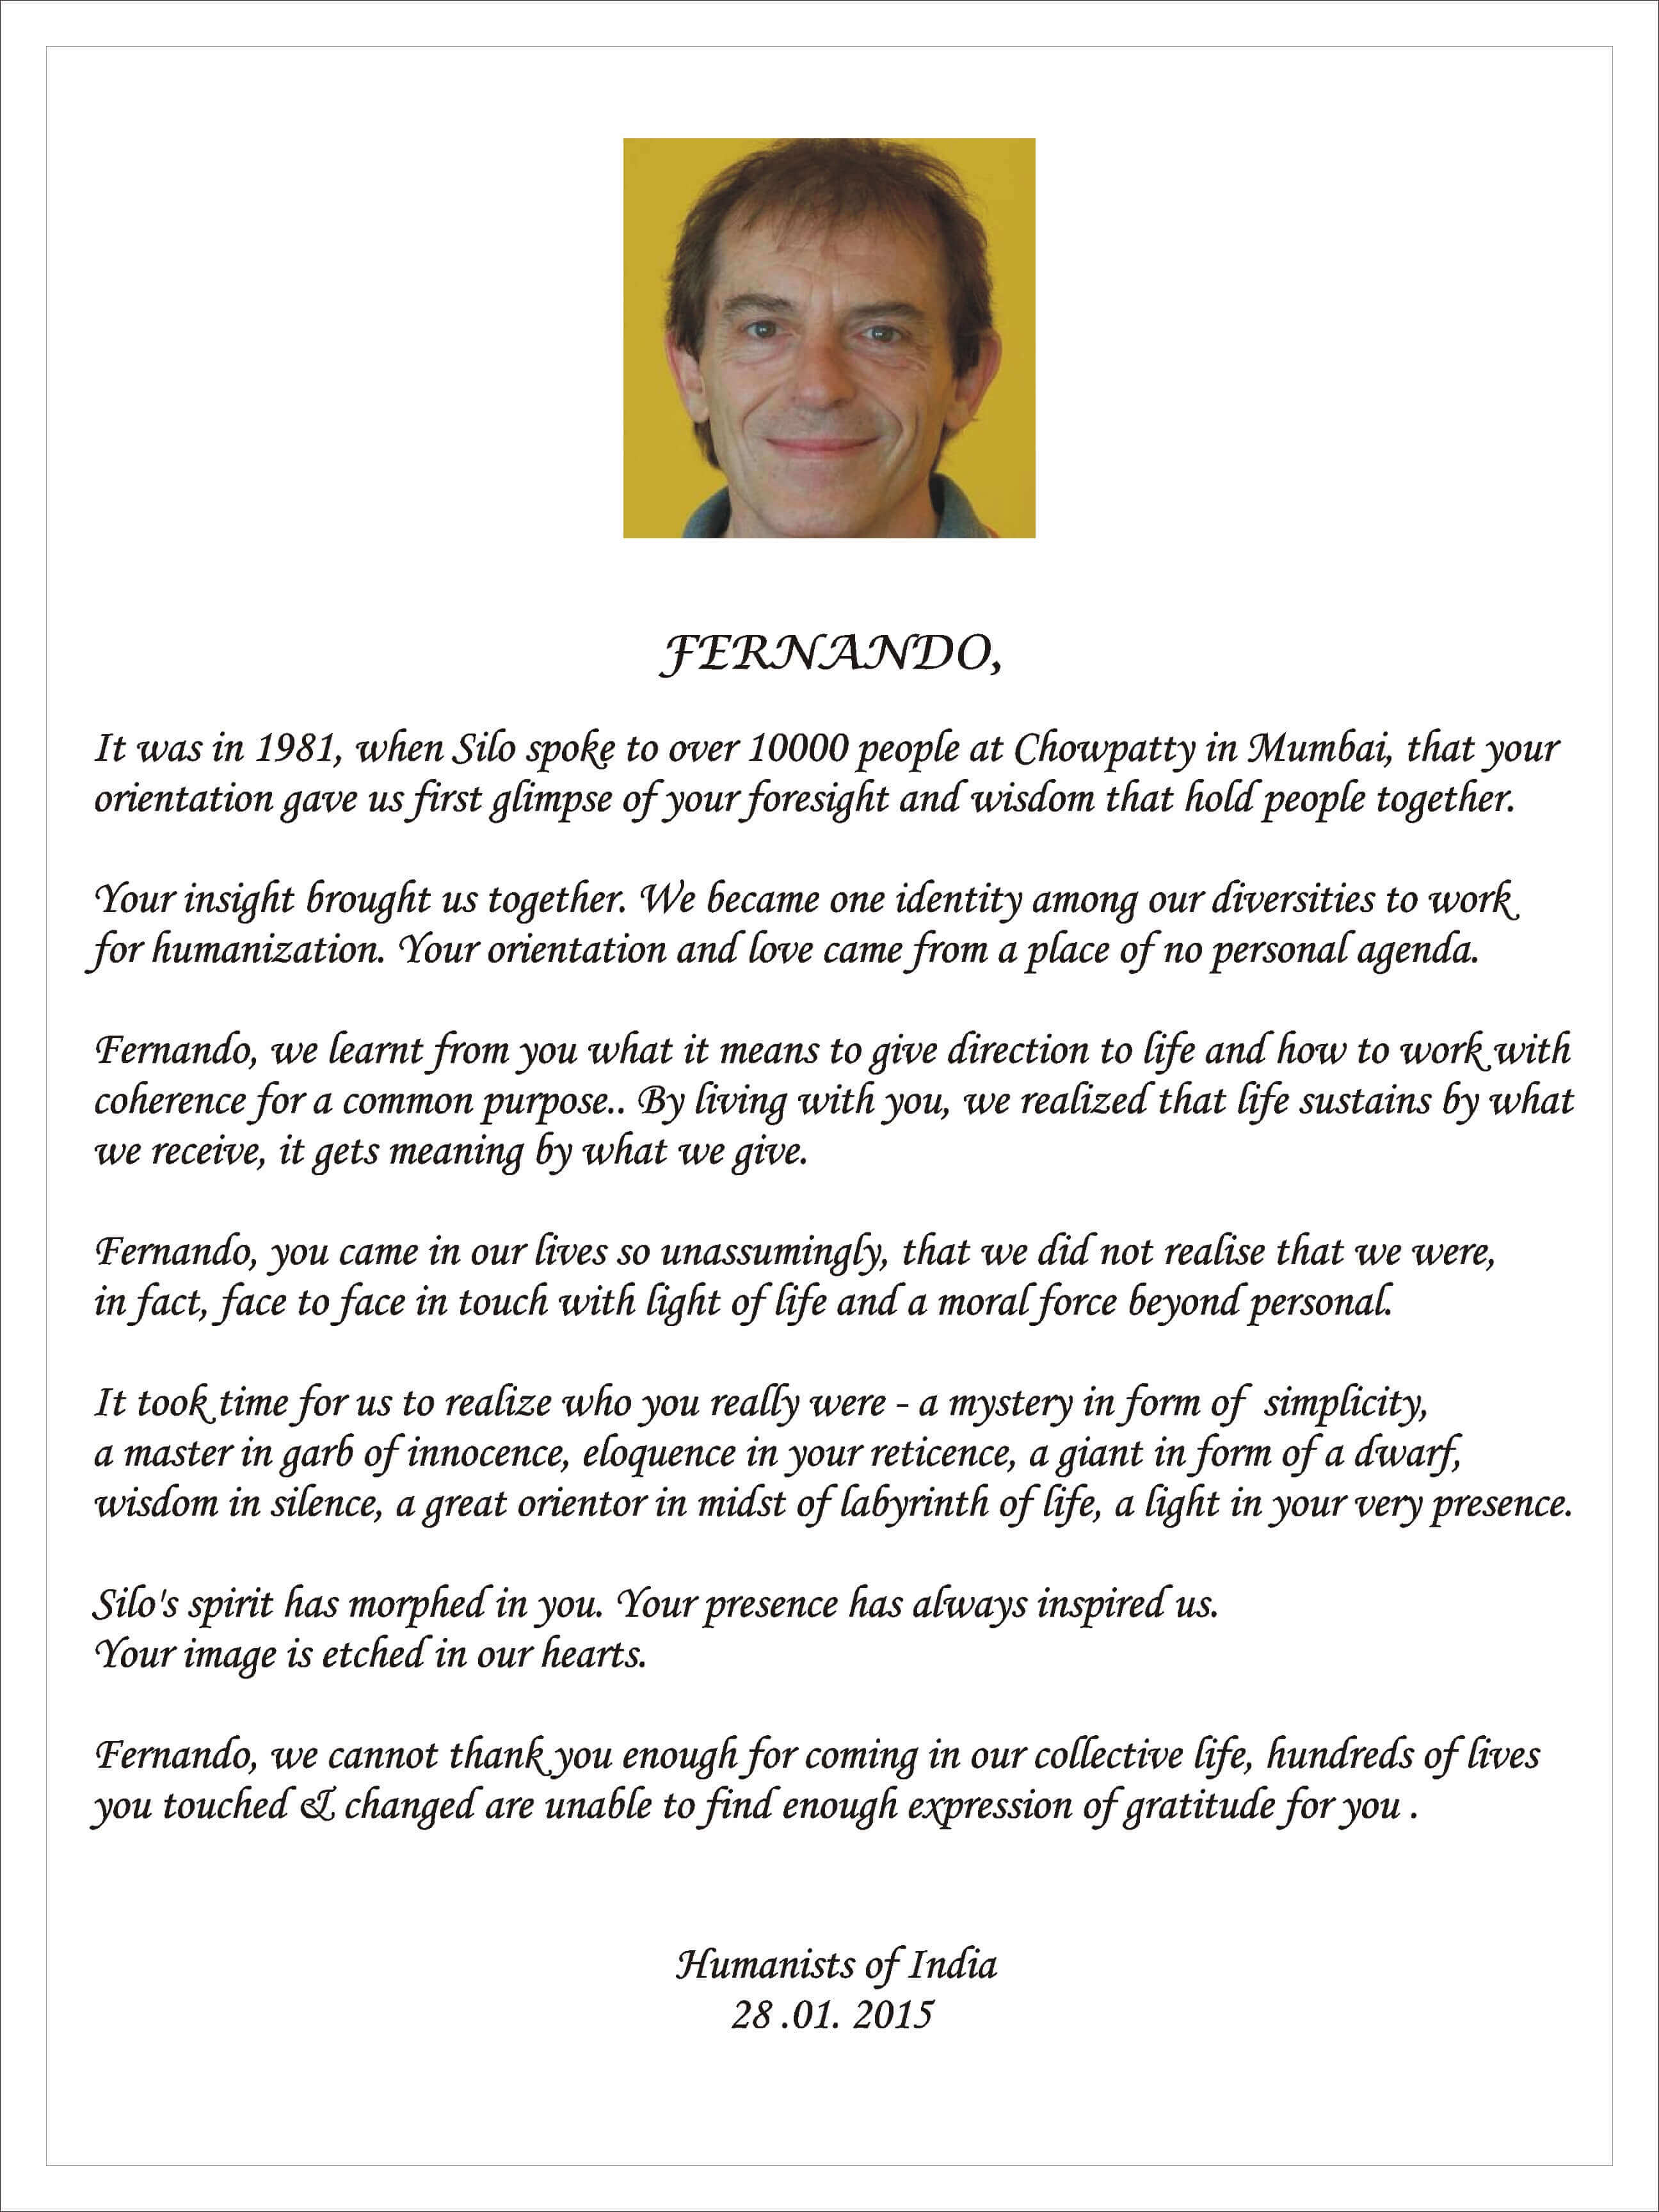 FERNANDO,
It was in 1981, when Silo spoke to over 10000 people at Chowpatty in Mumbai, that your
orientation gave us first glimpse of your foresight and wisdom that hold people together.
Your insight brought us together. We became one identity among our diversities to work
for humanization. Your orientation and love came from a place of no personal agenda.
Fernando, we learnt from you what it means to give direction to life and how to work with
coherence for a common purpose.. By living with you, we realized that life sustains by what
we receive, it gets meaning by what we give.
Fernando, you came in our lives so unassumingly, that we did not realise that we were,
in fact, face to face in touch with light of life and a moral force beyond personal.
It took time for us to realize who you really were - a mystery in form of simplicity,
a master in garb of innocence, eloquence in your reticence, a giant in form of a dwarf,
wisdom in silence, a great orientor in midst of labyrinth of life, a light in your very presence.
Silo's spirit has morphed in you. Your presence has always inspired us.
Your image is etched in our hearts.
Fernando, we cannot thank you enough for coming in our collective life, hundreds of lives
you touched & changed are unable to find enough expression of gratitude for you .
Humanists of India
28 .01. 2015